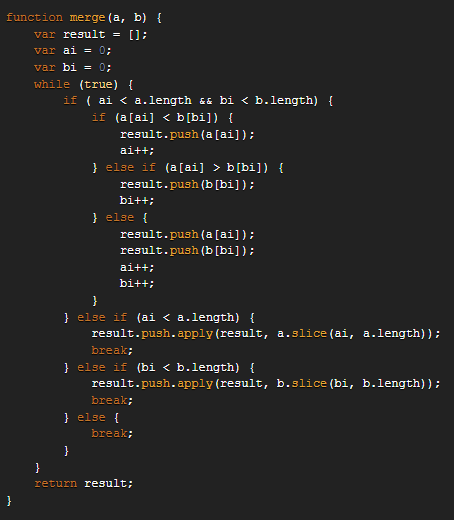 function merge(a, b) {
    var result = [];
    var ai = 0;
    var bi = 0;
    while (true) {
        if ( ai < a.length && bi < b.length) {
            if (a[ai] < b[bi]) {
                result.push(a[ai]);
                ai++;
            } else if (a[ai] > b[bi]) {
                result.push(b[bi]);
                bi++;
            } else {
                result.push(a[ai]);
                result.push(b[bi]);
                ai++;
                bi++;
            }
        } else if (ai < a.length) {
            result.push.apply(result, a.slice(ai, a.length));
            break;
        } else if (bi < b.length) {
            result.push.apply(result, b.slice(bi, b.length));
            break;
        } else {
            break;
        }
    }
    return result;
}